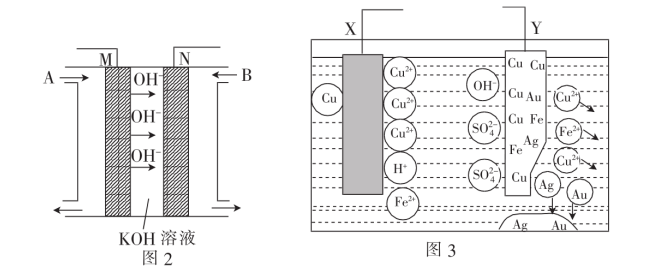 M N
A OH⁻ B
OH⁻
OH⁻
KOH 溶液
图 2
X Y
Cu²⁺ Cu Cu
OH⁻
Cu Cu²⁺ Cu Au Cu²⁺
Cu²⁺ SO₄²⁻ Cu Fe Fe²⁺
Fe Ag Cu²⁺
H⁺ SO₄²⁻ Cu Ag Au
Fe²⁺
Ag Au
图 3